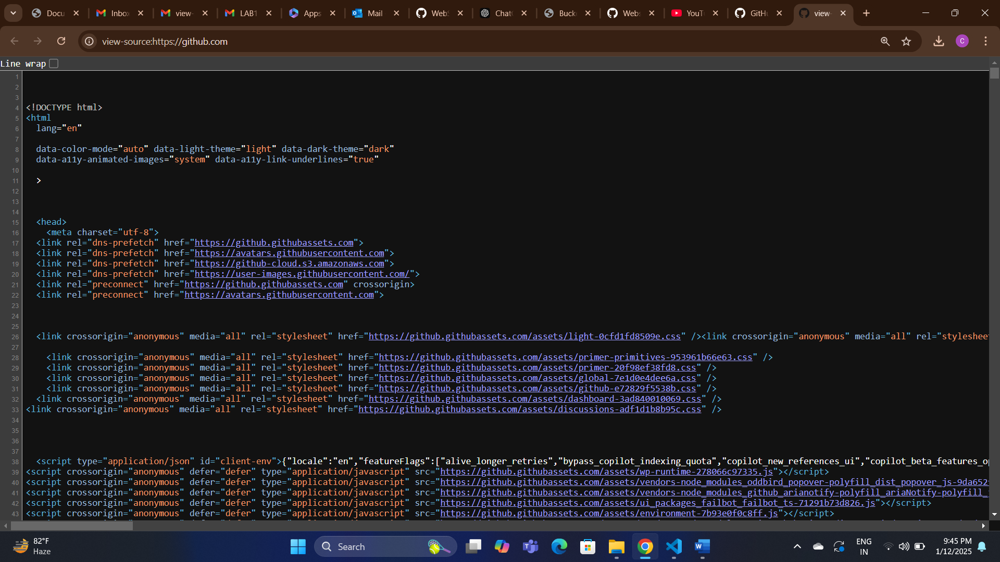 Docu
Inbox
view-
LAB1
Apps
Mail
WebS
Chat
Bucke
Webs
YouT
GitHu
view-
view-source:https://github.com
C
Line wrap
1
2
3
4 <!DOCTYPE html>
5 <html
6 lang="en"
7
8 data-color-mode="auto" data-light-theme="light" data-dark-theme="dark"
9 data-a11y-animated-images="system" data-a11y-link-underlines="true"
10
11 >
12
13
14
15 <head>
16 <meta charset="utf-8">
17 <link rel="dns-prefetch" href="https://github.githubassets.com">
18 <link rel="dns-prefetch" href="https://avatars.githubusercontent.com">
19 <link rel="dns-prefetch" href="https://github-cloud.s3.amazonaws.com">
20 <link rel="dns-prefetch" href="https://user-images.githubusercontent.com/">
21 <link rel="preconnect" href="https://github.githubassets.com" crossorigin>
22 <link rel="preconnect" href="https://avatars.githubusercontent.com">
23
24
25
26 <link crossorigin="anonymous" media="all" rel="stylesheet" href="https://github.githubassets.com/assets/light-0cfd1fd8509e.css" /><link crossorigin="anonymous" media="all" rel="styleshee
27
28 <link crossorigin="anonymous" media="all" rel="stylesheet" href="https://github.githubassets.com/assets/primer-primitives-953961b66e63.css" />
29 <link crossorigin="anonymous" media="all" rel="stylesheet" href="https://github.githubassets.com/assets/primer-20f98ef38fd8.css" />
30 <link crossorigin="anonymous" media="all" rel="stylesheet" href="https://github.githubassets.com/assets/global-7e1d0e4dee6a.css" />
31 <link crossorigin="anonymous" media="all" rel="stylesheet" href="https://github.githubassets.com/assets/github-e72829f5538b.css" />
32 <link crossorigin="anonymous" media="all" rel="stylesheet" href="https://github.githubassets.com/assets/dashboard-3ad840010069.css" />
33 <link crossorigin="anonymous" media="all" rel="stylesheet" href="https://github.githubassets.com/assets/discussions-adf1d1b8b95c.css" />
34
35
36
37
38 <script type="application/json" id="client-env">{"locale":"en","featureFlags":["alive_longer_retries","bypass_copilot_indexing_quota","copilot_new_references_ui","copilot_beta_features_op
39 <script crossorigin="anonymous" defer="defer" type="application/javascript" src="https://github.githubassets.com/assets/wp-runtime-278066c97335.js"></script>
40 <script crossorigin="anonymous" defer="defer" type="application/javascript" src="https://github.githubassets.com/assets/vendors-node_modules_oddbird_popover-polyfill_dist_popover_js-9da652
41 <script crossorigin="anonymous" defer="defer" type="application/javascript" src="https://github.githubassets.com/assets/vendors-node_modules_github_arianotify-polyfill_ariaNotify-polyfill_
42 <script crossorigin="anonymous" defer="defer" type="application/javascript" src="https://github.githubassets.com/assets/ui_packages_failbot_failbot_ts-71291b73d826.js"></script>
43 <script crossorigin="anonymous" defer="defer" type="application/javascript" src="https://github.githubassets.com/assets/environment-7b93e0f0c8ff.js"></script>
82°F
Haze
Search
ENG
IN
9:45 PM
1/12/2025